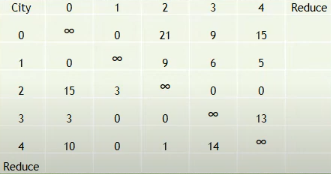 City 0 1 2 3 4 Reduce
0 ∞ 0 21 9 15
1 0 ∞ 9 6 5
2 15 3 ∞ 0 0
3 3 0 0 ∞ 13
4 10 0 1 14 ∞
Reduce